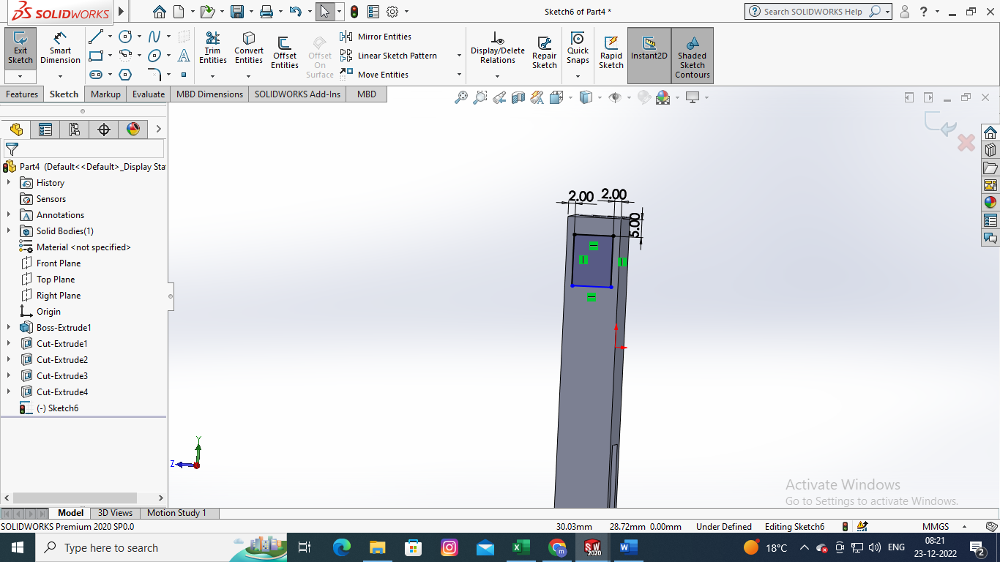 SOLIDWORKS
Sketch6 of Part4 *
Search SOLIDWORKS Help
?
Exit Sketch
Smart Dimension
Trim Entities
Convert Entities
Offset Entities
Offset On Surface
Mirror Entities
Linear Sketch Pattern
Move Entities
Display/Delete Relations
Repair Sketch
Quick Snaps
Rapid Sketch
Instant2D
Shaded Sketch Contours
Features
Sketch
Markup
Evaluate
MBD Dimensions
SOLIDWORKS Add-Ins
MBD
Part4 (Default<<Default>_Display Sta
History
Sensors
Annotations
Solid Bodies(1)
Material <not specified>
Front Plane
Top Plane
Right Plane
Origin
Boss-Extrude1
Cut-Extrude1
Cut-Extrude2
Cut-Extrude3
Cut-Extrude4
(-) Sketch6
2.00
2.00
5.00
Y
Z
Activate Windows
Go to Settings to activate Windows.
Model
3D Views
Motion Study 1
SOLIDWORKS Premium 2020 SP0.0
30.03mm
28.72mm 0.00mm
Under Defined
Editing Sketch6
MMGS
Type here to search
SW
2020
18°C
ENG
08:21
23-12-2022
2